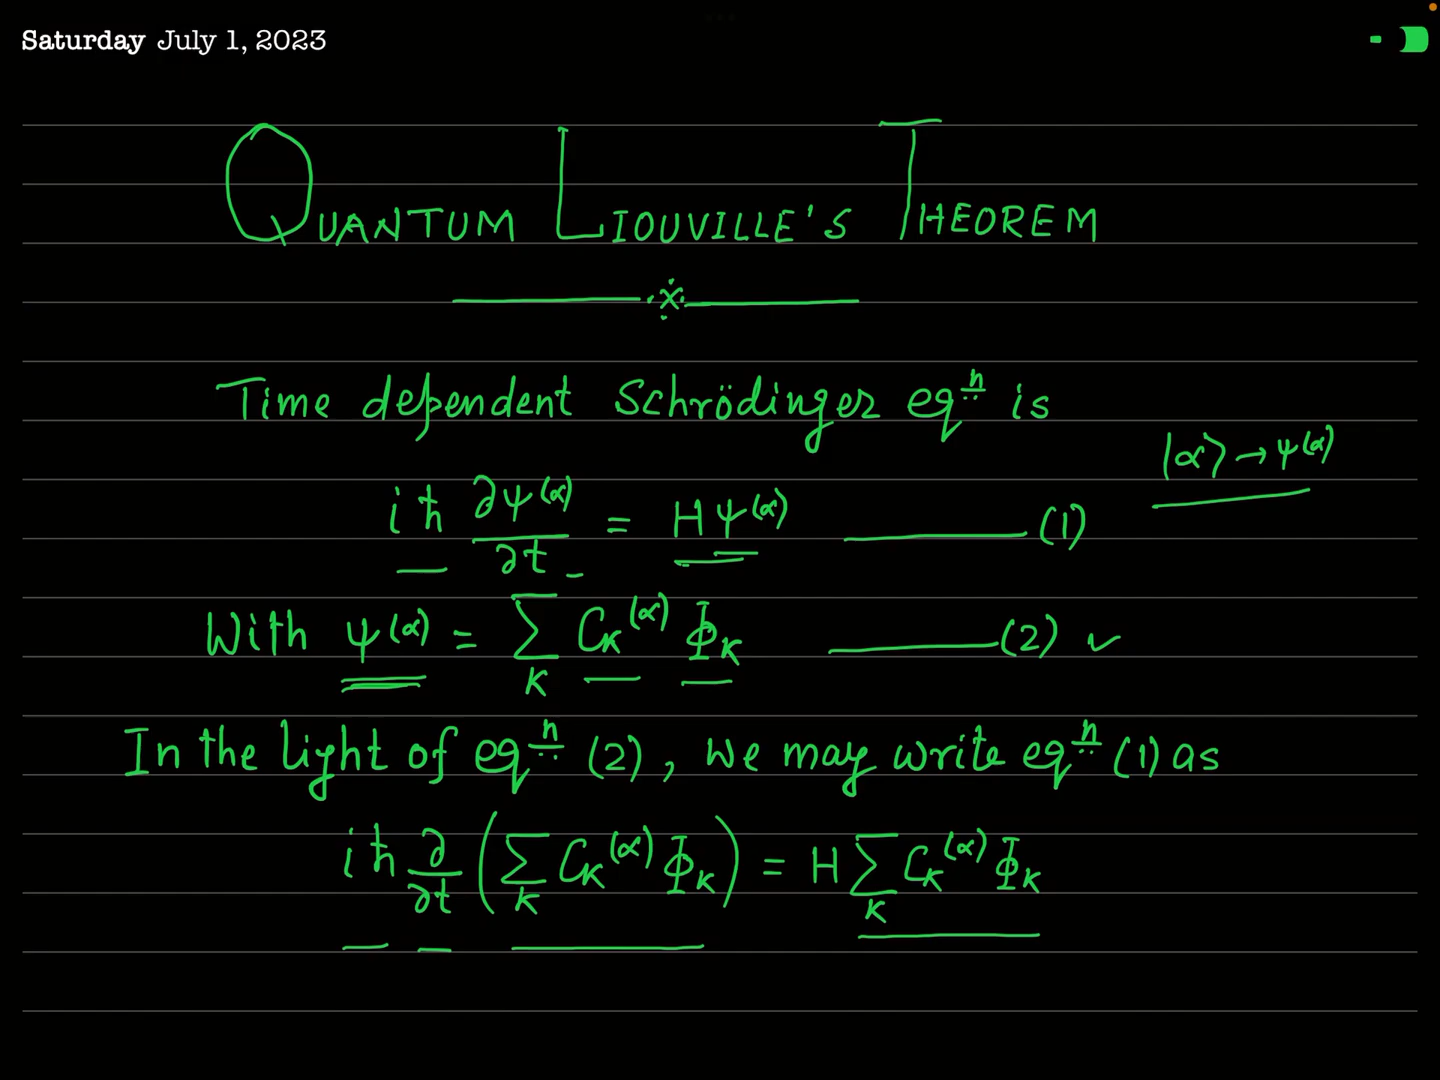 Saturday July 1, 2023
QUANTUM LIOUVILLE'S THEOREM
Time dependent Schrödinger eqⁿ is
|α⟩ → ψ^(α)
iħ ∂ψ^(α)/∂t = Hψ^(α) ———(1)
With ψ^(α) = Σ_K C_K^(α) Φ_K ———(2) ✓
In the light of eqⁿ (2), we may write eqⁿ (1) as
iħ ∂/∂t (Σ_K C_K^(α) Φ_K) = H Σ_K C_K^(α) Φ_K